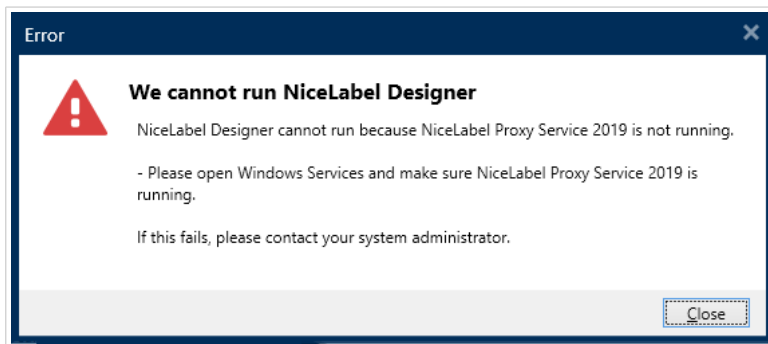 Error
We cannot run NiceLabel Designer
NiceLabel Designer cannot run because NiceLabel Proxy Service 2019 is not running.
- Please open Windows Services and make sure NiceLabel Proxy Service 2019 is
running.
If this fails, please contact your system administrator.
Close